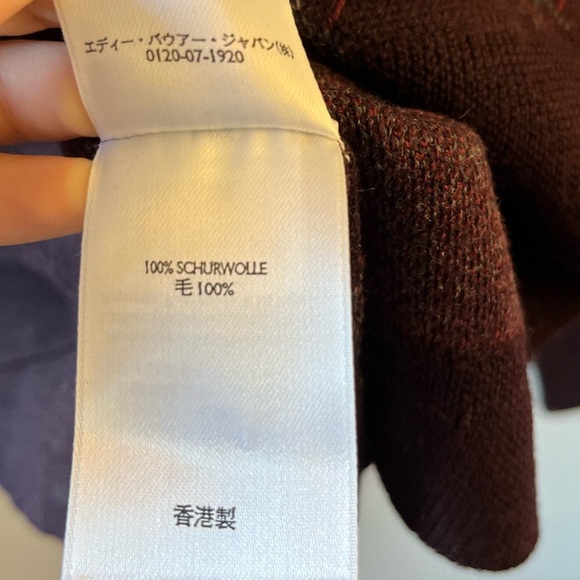 エディー・バウアー・ジャパン(株)
0120-07-1920
100% SCHURWOLLE
毛 100%
香港製